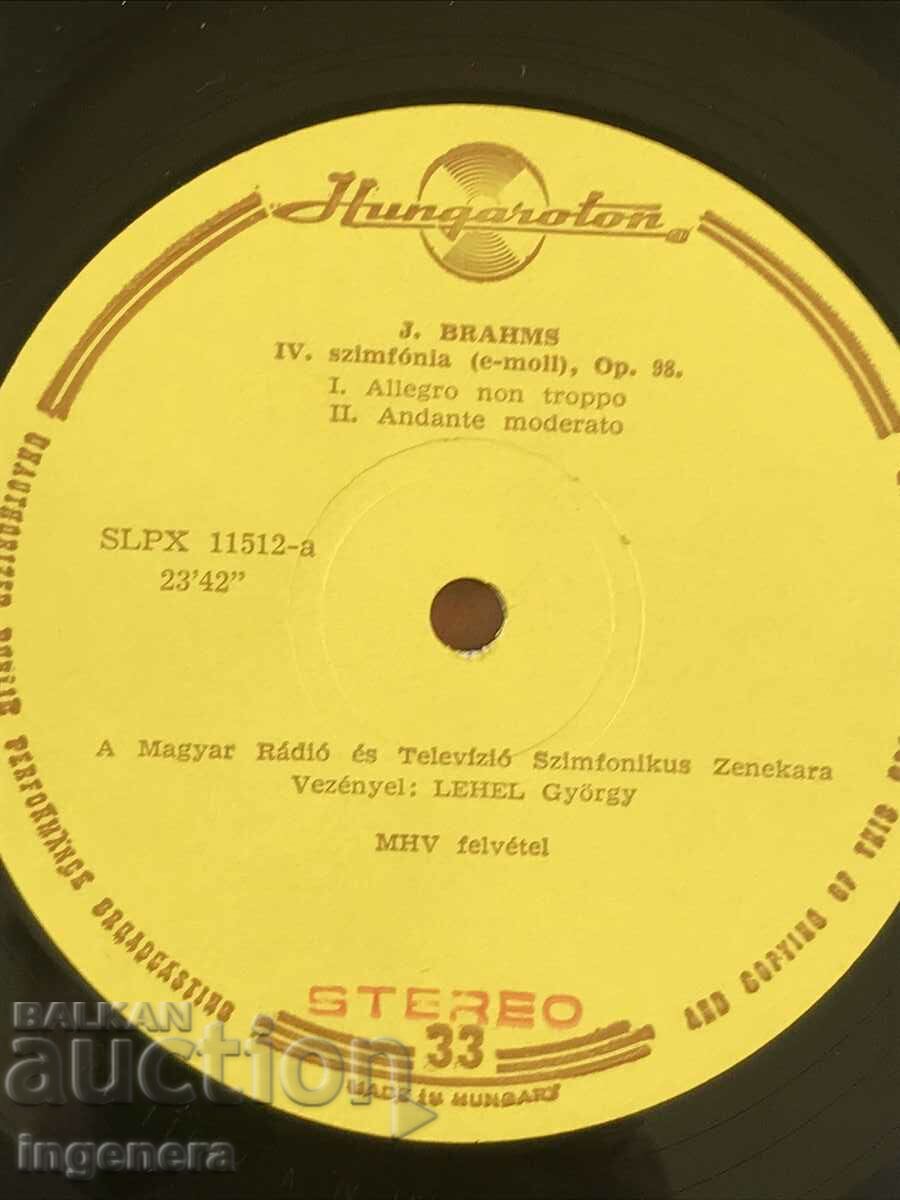 Hungaroton
J. BRAHMS
IV. szimfónia (e-moll), Op. 98.
I. Allegro non troppo
II. Andante moderato
SLPX 11512-a
23'42"
A Magyar Rádió és Televízió Szimfonikus Zenekara
Vezényel: LEHEL György
MHV felvétel
STEREO
33
MADE IN HUNGARY
PERFORMANCE BROADCASTING
AND COPYING OF THIS
BALKAN
auction
ingenera